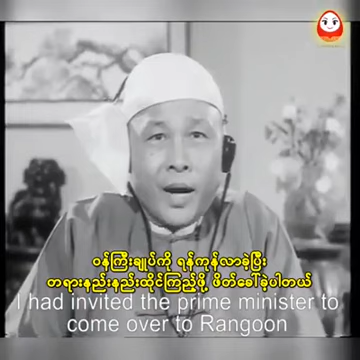 ဝန်ကြီးချုပ်ကို ရန်ကုန်လာခဲ့ပြီး
တရားနည်းနည်းထိုင်ကြည့်ဖို့ ဖိတ်ခေါ်ခဲ့ပါတယ်
I had invited the prime minister to
come over to Rangoon